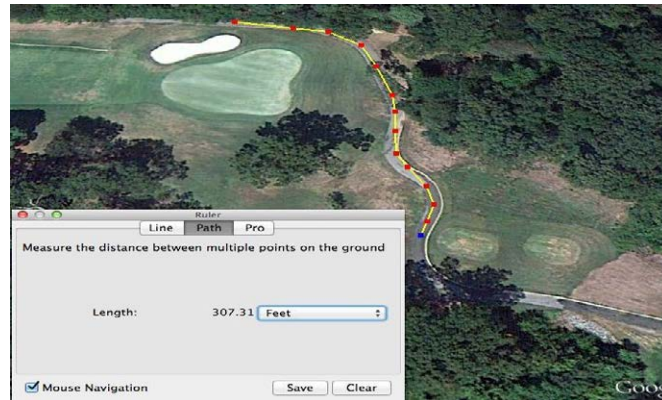 Ruler
Line Path Pro
Measure the distance between multiple points on the ground
Length: 307.31 Feet
Mouse Navigation Save Clear
Goog